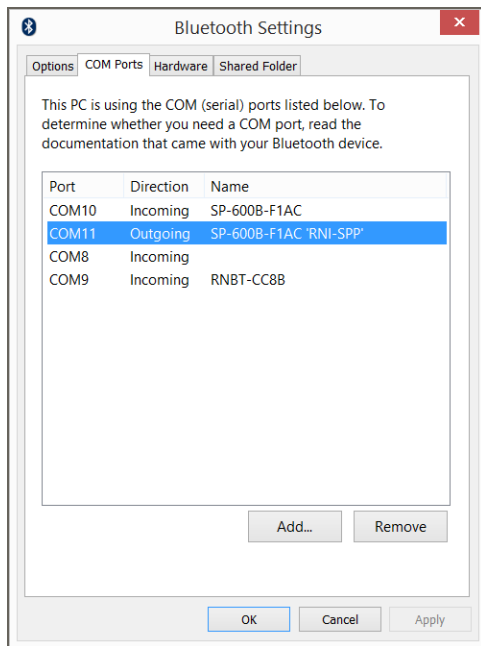 Bluetooth Settings
Options COM Ports Hardware Shared Folder
This PC is using the COM (serial) ports listed below. To
determine whether you need a COM port, read the
documentation that came with your Bluetooth device.
Port Direction Name
COM10 Incoming SP-600B-F1AC
COM11 Outgoing SP-600B-F1AC 'RNI-SPP'
COM8 Incoming
COM9 Incoming RNBT-CC8B
Add... Remove
OK Cancel Apply